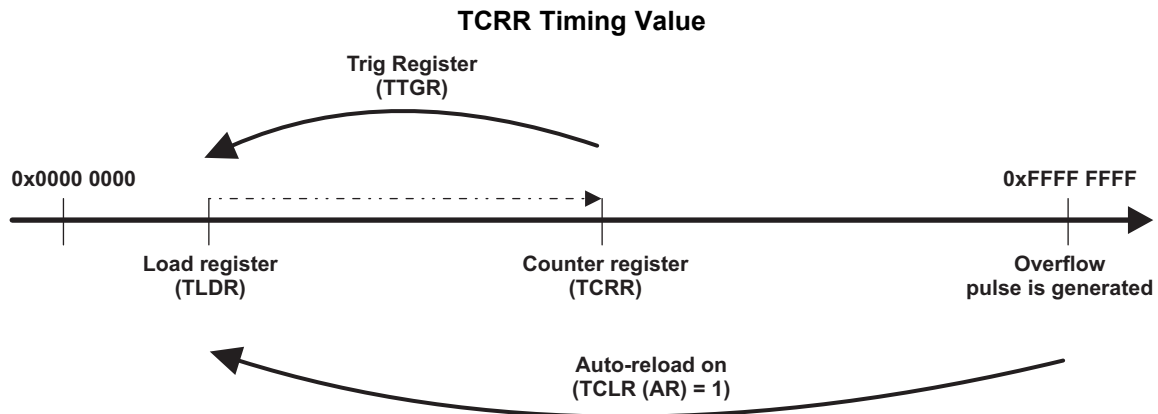 TCRR Timing Value
Trig Register
(TTGR)
0x0000 0000
0xFFFF FFFF
Load register
(TLDR)
Counter register
(TCRR)
Overflow
pulse is generated
Auto-reload on
(TCLR (AR) = 1)